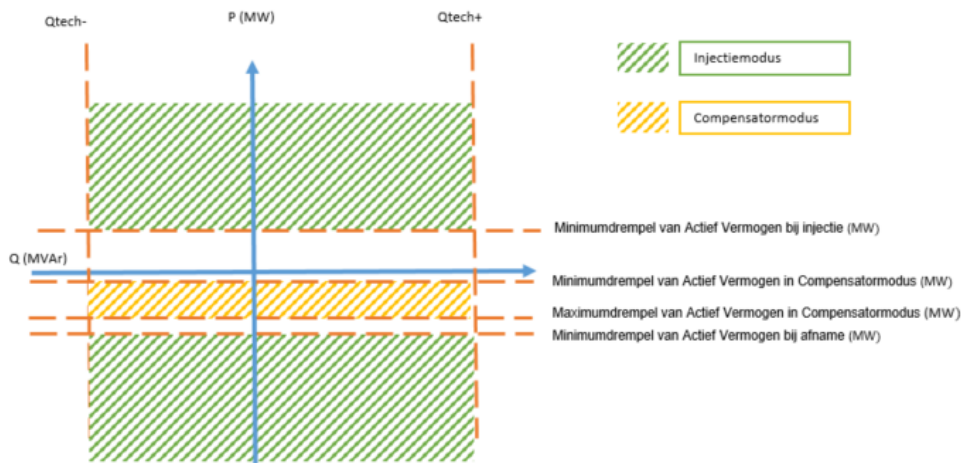 Qtech-
P (MW)
Qtech+
Injectiemodus
Compensatormodus
Minimumdrempel van Actief Vermogen bij injectie (MW)
Q (MVAr)
Minimumdrempel van Actief Vermogen in Compensatormodus (MW)
Maximumdrempel van Actief Vermogen in Compensatormodus (MW)
Minimumdrempel van Actief Vermogen bij afname (MW)